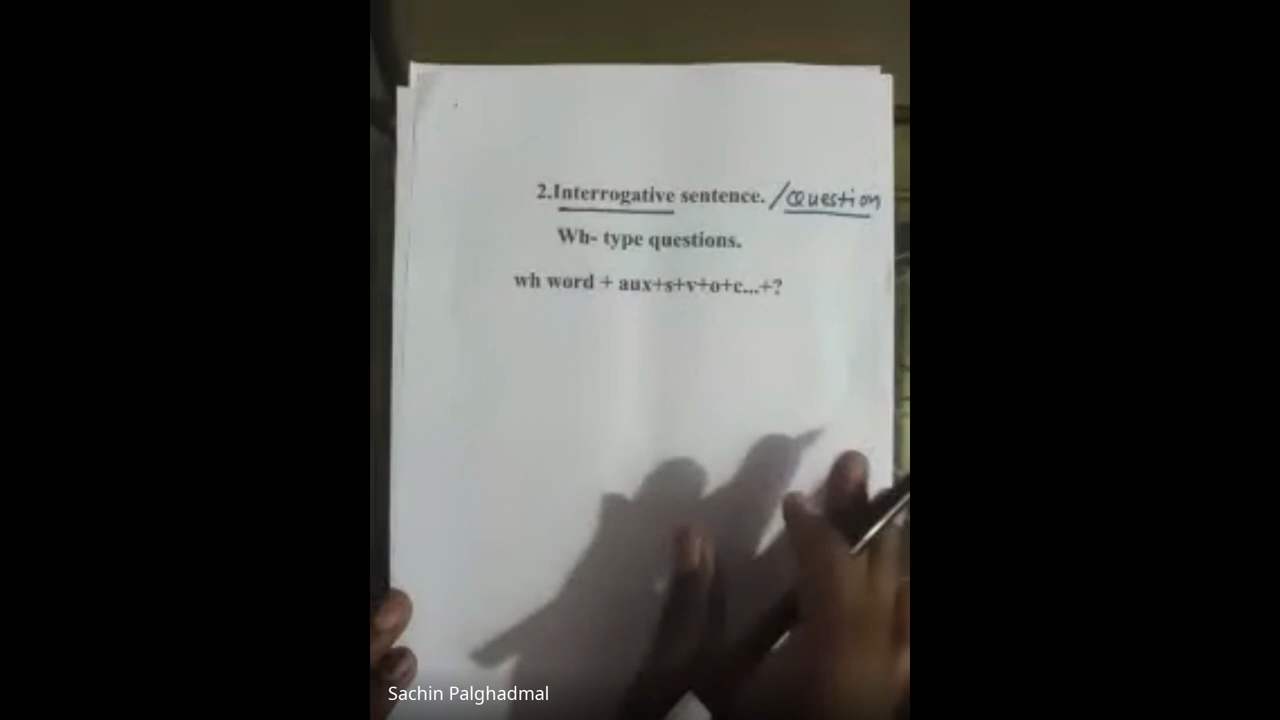 2.Interrogative sentence. /Question
Wh- type questions.
wh word + aux+s+v+o+c...+?
Sachin Palghadmal